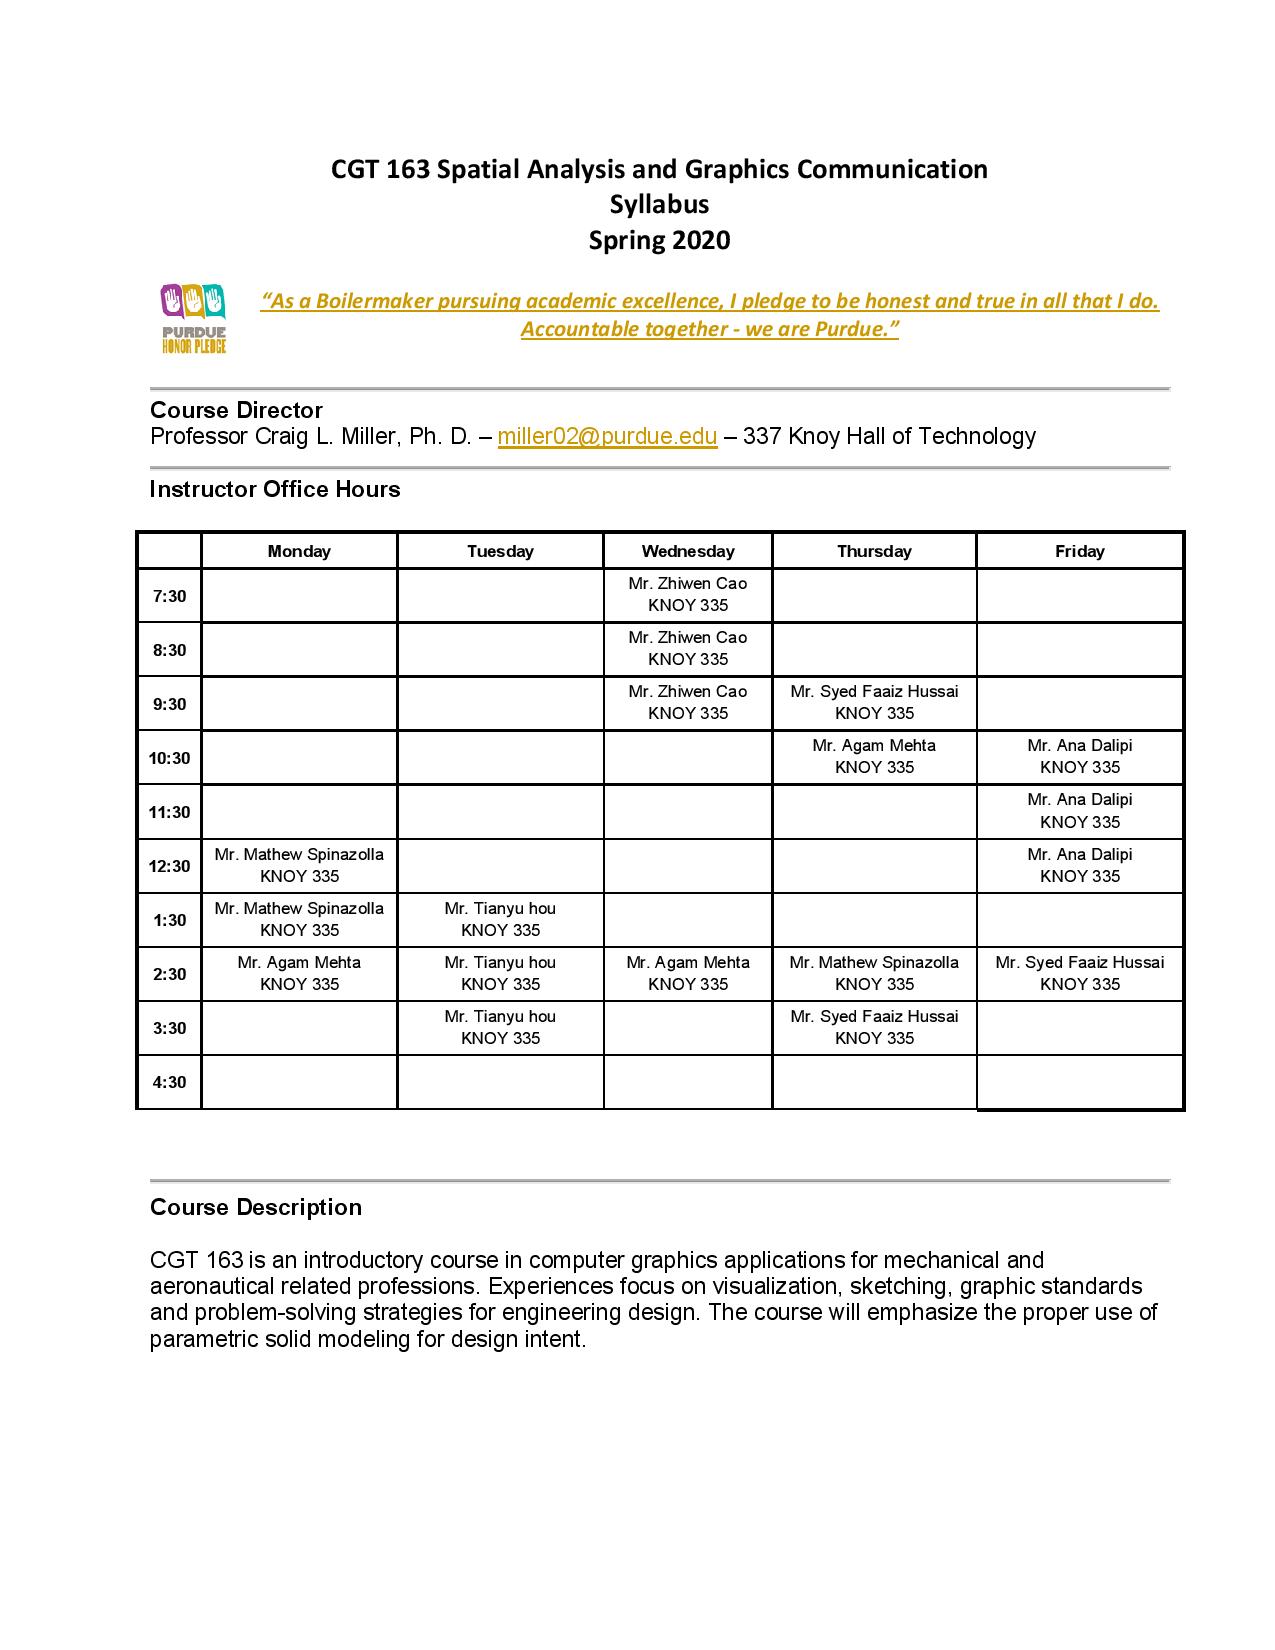 CGT 163 Spatial Analysis and Graphics Communication
Syllabus
Spring 2020
PURDUE
HONOR PLEDGE
“As a Boilermaker pursuing academic excellence, I pledge to be honest and true in all that I do.
Accountable together - we are Purdue.”
Course Director
Professor Craig L. Miller, Ph. D. – miller02@purdue.edu – 337 Knoy Hall of Technology
Instructor Office Hours
Monday Tuesday Wednesday Thursday Friday
7:30 Mr. Zhiwen Cao
KNOY 335
8:30 Mr. Zhiwen Cao
KNOY 335
9:30 Mr. Zhiwen Cao Mr. Syed Faaiz Hussai
KNOY 335 KNOY 335
10:30 Mr. Agam Mehta Mr. Ana Dalipi
KNOY 335 KNOY 335
11:30 Mr. Ana Dalipi
KNOY 335
12:30 Mr. Mathew Spinazolla Mr. Ana Dalipi
KNOY 335 KNOY 335
1:30 Mr. Mathew Spinazolla Mr. Tianyu hou
KNOY 335 KNOY 335
2:30 Mr. Agam Mehta Mr. Tianyu hou Mr. Agam Mehta Mr. Mathew Spinazolla Mr. Syed Faaiz Hussai
KNOY 335 KNOY 335 KNOY 335 KNOY 335 KNOY 335
3:30 Mr. Tianyu hou Mr. Syed Faaiz Hussai
KNOY 335 KNOY 335
4:30
Course Description
CGT 163 is an introductory course in computer graphics applications for mechanical and
aeronautical related professions. Experiences focus on visualization, sketching, graphic standards
and problem-solving strategies for engineering design. The course will emphasize the proper use of
parametric solid modeling for design intent.